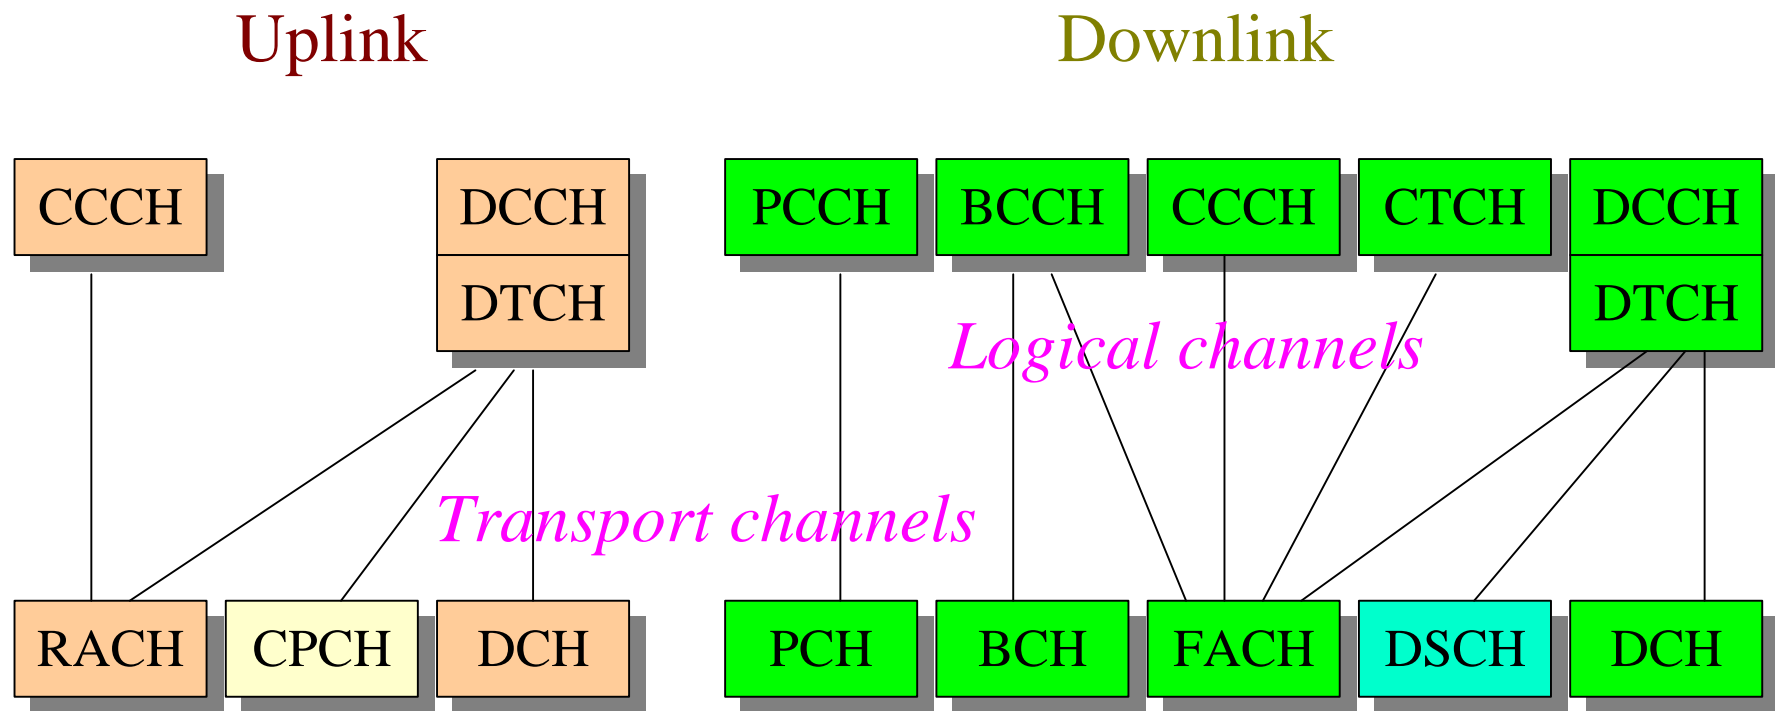 Uplink
Downlink
CCCH
DCCH
PCCH
BCCH
CCCH
CTCH
DCCH
DTCH
DTCH
Logical channels
Transport channels
RACH
CPCH
DCH
PCH
BCH
FACH
DSCH
DCH